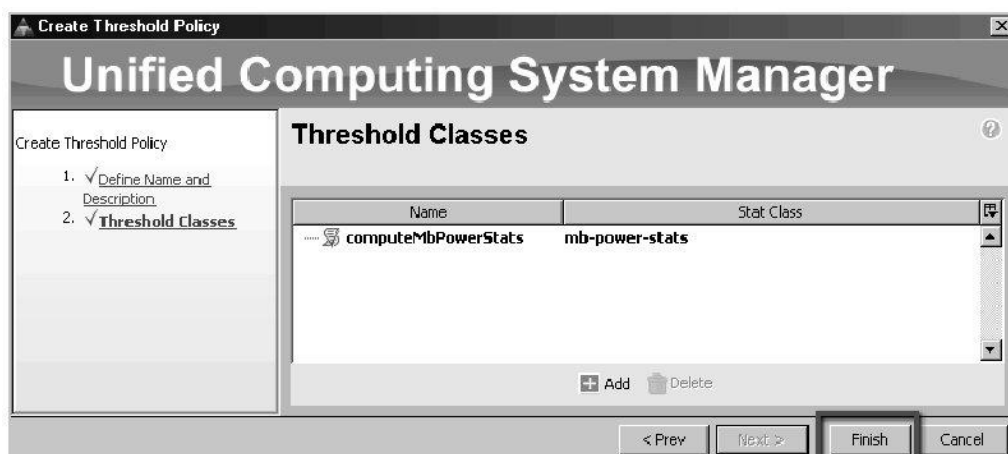 Create Threshold Policy
Unified Computing System Manager
Create Threshold Policy
1. √Define Name and
Description
2. √Threshold Classes
Threshold Classes
Name Stat Class
computeMbPowerStats mb-power-stats
Add Delete
< Prev Next > Finish Cancel